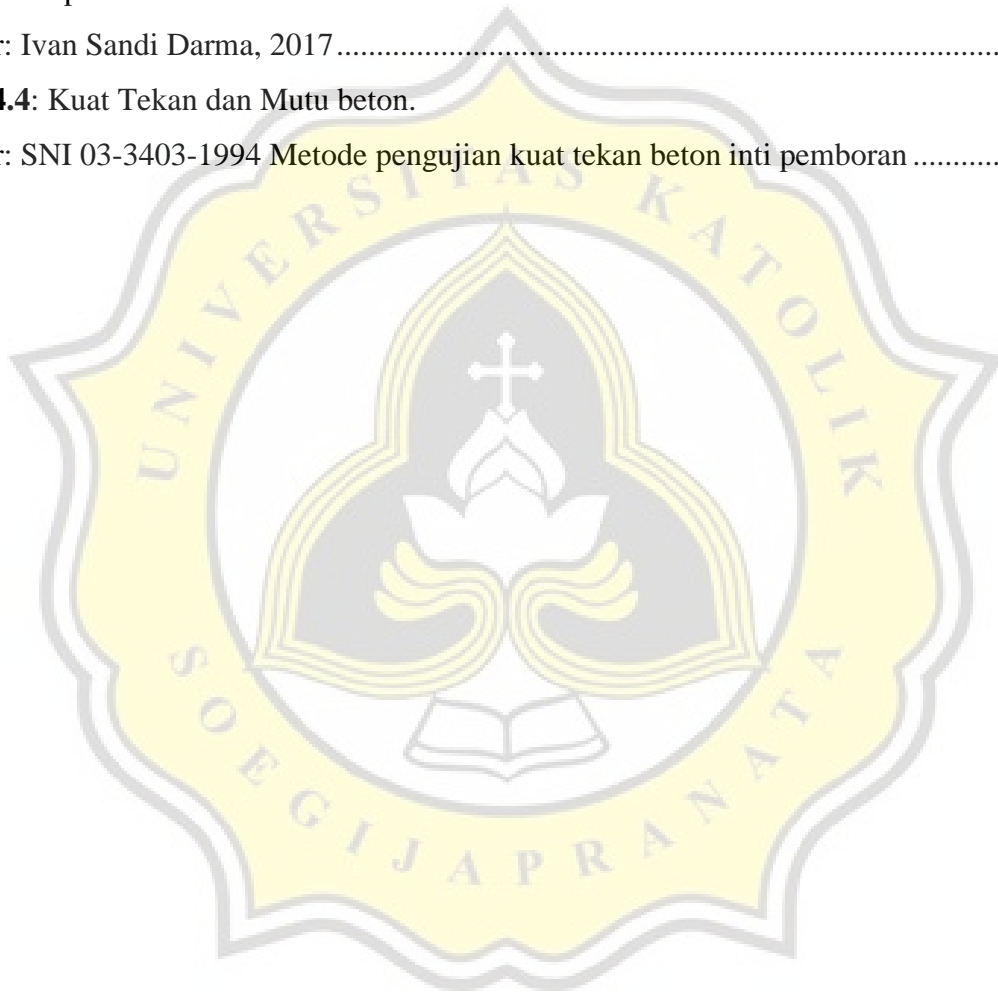 r: Ivan Sandi Darma, 2017
4.4: Kuat Tekan dan Mutu beton.
r: SNI 03-3403-1994 Metode pengujian kuat tekan beton inti pemboran
UNIVERSITAS KATOLIK
SOEGIJAPRANATA